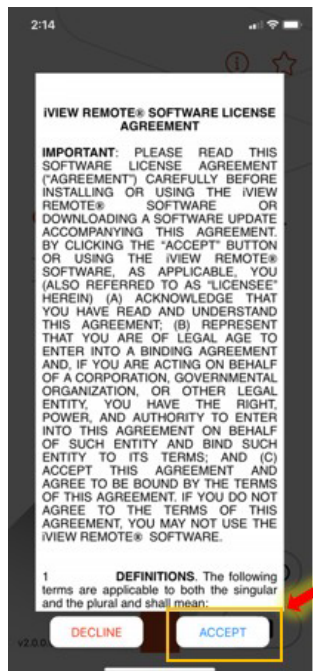 2:14
iVIEW REMOTE® SOFTWARE LICENSE
AGREEMENT
IMPORTANT: PLEASE READ THIS
SOFTWARE LICENSE AGREEMENT
("AGREEMENT") CAREFULLY BEFORE
INSTALLING OR USING THE iVIEW
REMOTE® SOFTWARE OR
DOWNLOADING A SOFTWARE UPDATE
ACCOMPANYING THIS AGREEMENT.
BY CLICKING THE "ACCEPT" BUTTON
OR USING THE iVIEW REMOTE®
SOFTWARE, AS APPLICABLE, YOU
(ALSO REFERRED TO AS "LICENSEE"
HEREIN) (A) ACKNOWLEDGE THAT
YOU HAVE READ AND UNDERSTAND
THIS AGREEMENT; (B) REPRESENT
THAT YOU ARE OF LEGAL AGE TO
ENTER INTO A BINDING AGREEMENT
AND, IF YOU ARE ACTING ON BEHALF
OF A CORPORATION, GOVERNMENTAL
ORGANIZATION, OR OTHER LEGAL
ENTITY, YOU HAVE THE RIGHT,
POWER, AND AUTHORITY TO ENTER
INTO THIS AGREEMENT ON BEHALF
OF SUCH ENTITY AND BIND SUCH
ENTITY TO ITS TERMS; AND (C)
ACCEPT THIS AGREEMENT AND
AGREE TO BE BOUND BY THE TERMS
OF THIS AGREEMENT. IF YOU DO NOT
AGREE TO THE TERMS OF THIS
AGREEMENT, YOU MAY NOT USE THE
iVIEW REMOTE® SOFTWARE.
1 DEFINITIONS. The following
terms are applicable to both the singular
and the plural and shall mean:
DECLINE ACCEPT